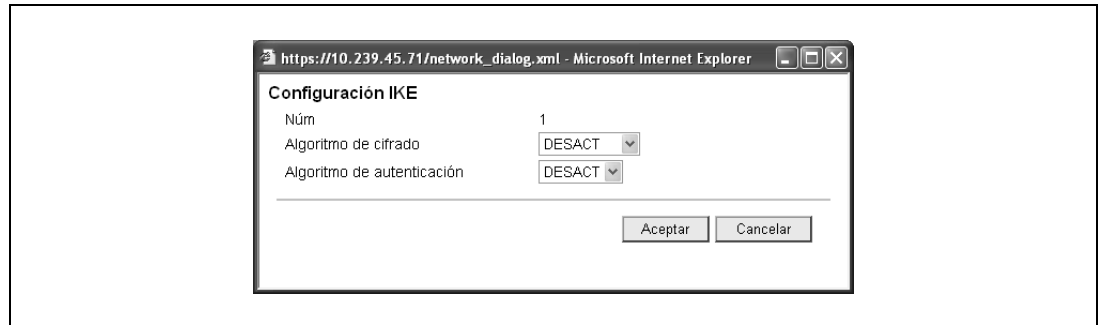 https://10.239.45.71/network_dialog.xml - Microsoft Internet Explorer
Configuración IKE
Núm 1
Algoritmo de cifrado DESACT
Algoritmo de autenticación DESACT
Aceptar Cancelar